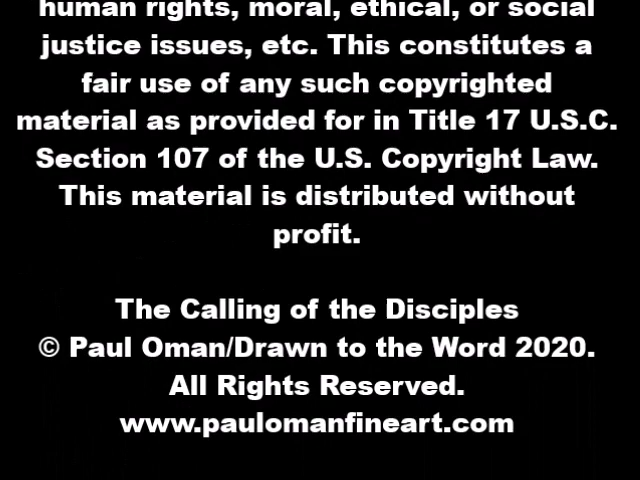 human rights, moral, ethical, or social
justice issues, etc. This constitutes a
fair use of any such copyrighted
material as provided for in Title 17 U.S.C.
Section 107 of the U.S. Copyright Law.
This material is distributed without
profit.
The Calling of the Disciples
© Paul Oman/Drawn to the Word 2020.
All Rights Reserved.
www.paulomanfineart.com